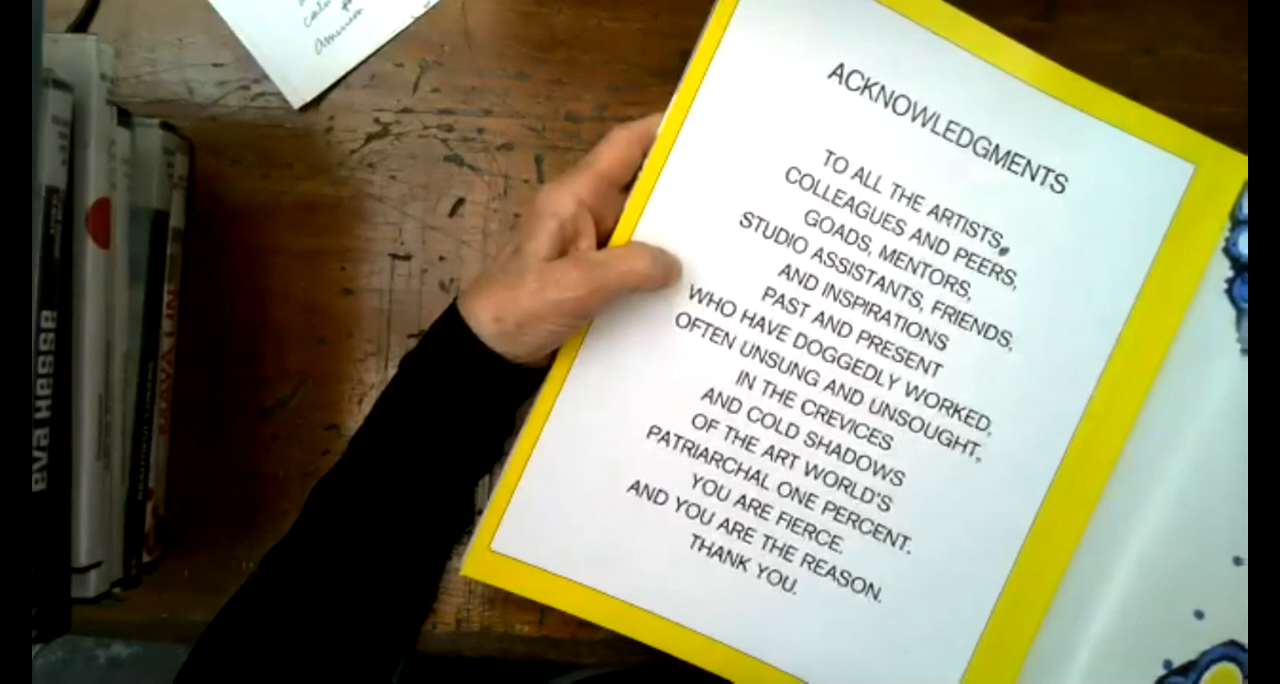 American
EVA HESSE
ACKNOWLEDGMENTS
TO ALL THE ARTISTS,
COLLEAGUES AND PEERS,
GOADS, MENTORS,
STUDIO ASSISTANTS, FRIENDS,
AND INSPIRATIONS
PAST AND PRESENT
WHO HAVE DOGGEDLY WORKED,
OFTEN UNSUNG AND UNSOUGHT,
IN THE CREVICES
AND COLD SHADOWS
OF THE ART WORLD'S
PATRIARCHAL ONE PERCENT.
YOU ARE FIERCE.
AND YOU ARE THE REASON.
THANK YOU.